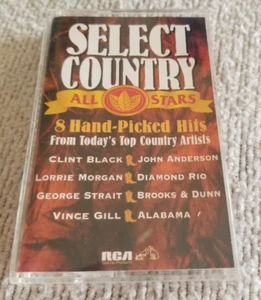 SELECT
COUNTRY
ALL STARS
8 Hand-Picked Hits
From Today's Top Country Artists
CLINT BLACK JOHN ANDERSON
LORRIE MORGAN DIAMOND RIO
GEORGE STRAIT BROOKS & DUNN
VINCE GILL ALABAMA
RCA